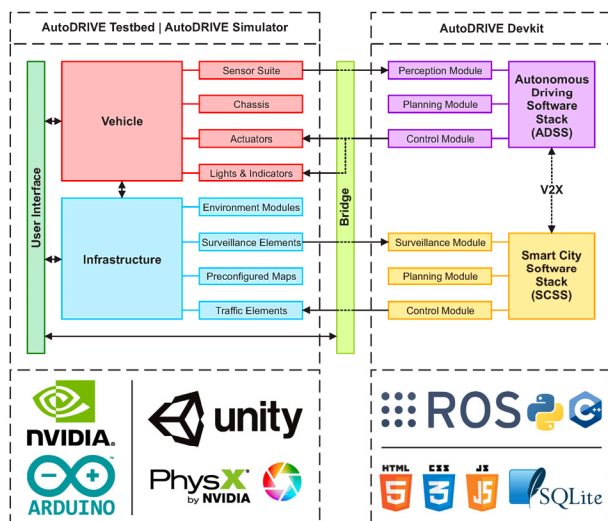 AutoDRIVE Testbed | AutoDRIVE Simulator
AutoDRIVE Devkit
User Interface
Vehicle
Sensor Suite
Chassis
Actuators
Lights & Indicators
Infrastructure
Environment Modules
Surveillance Elements
Preconfigured Maps
Traffic Elements
Bridge
Perception Module
Planning Module
Control Module
Autonomous
Driving
Software
Stack
(ADSS)
V2X
Surveillance Module
Planning Module
Control Module
Smart City
Software
Stack
(SCSS)
NVIDIA.
ARDUINO
unity
PhysX
by NVIDIA
ROS
C++
HTML
5
CSS
3
JS
5
SQLite